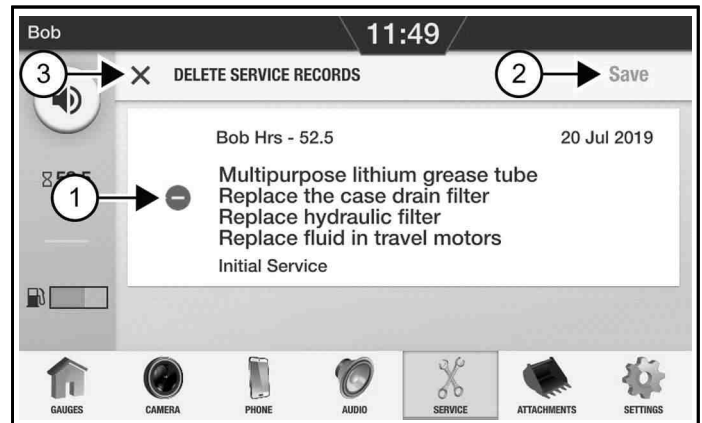 Bob
11:49
3
DELETE SERVICE RECORDS
2
Save
Bob Hrs - 52.5
20 Jul 2019
Multipurpose lithium grease tube
1
Replace the case drain filter
Replace hydraulic filter
Replace fluid in travel motors
Initial Service
GAUGES
CAMERA
PHONE
AUDIO
SERVICE
ATTACHMENTS
SETTINGS